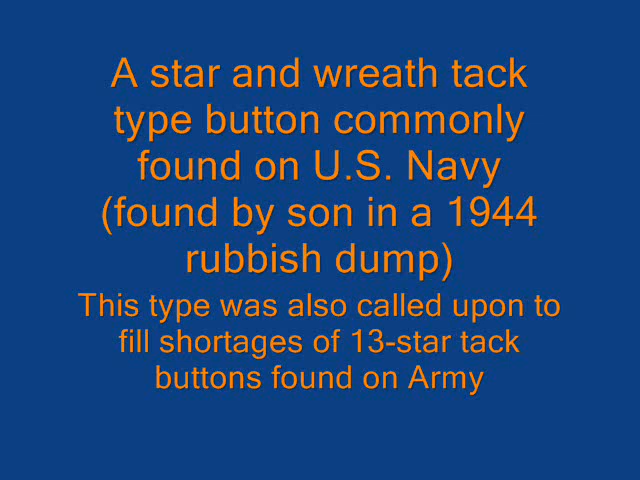 A star and wreath tack
type button commonly
found on U.S. Navy
(found by son in a 1944
rubbish dump)
This type was also called upon to
fill shortages of 13-star tack
buttons found on Army